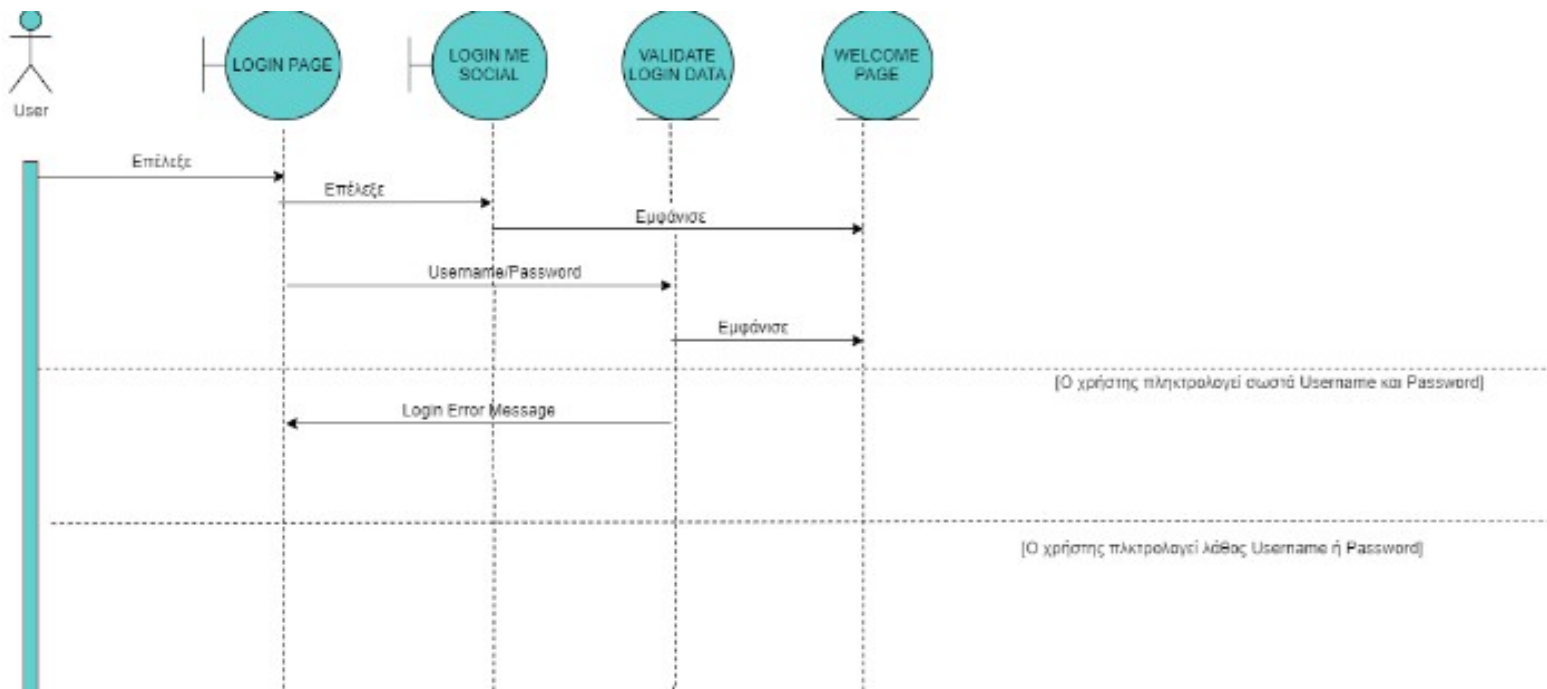 LOGIN PAGE
LOGIN ME
SOCIAL
VALIDATE
LOGIN DATA
WELCOME
PAGE
User
Επέλεξε
Επέλεξε
Εμφάνισε
Username/Password
Εμφάνισε
[Ο χρήστης πληκτρολογεί σωστά Username και Password]
Login Error Message
[Ο χρήστης πλκτρολογεί λάθος Username ή Password]